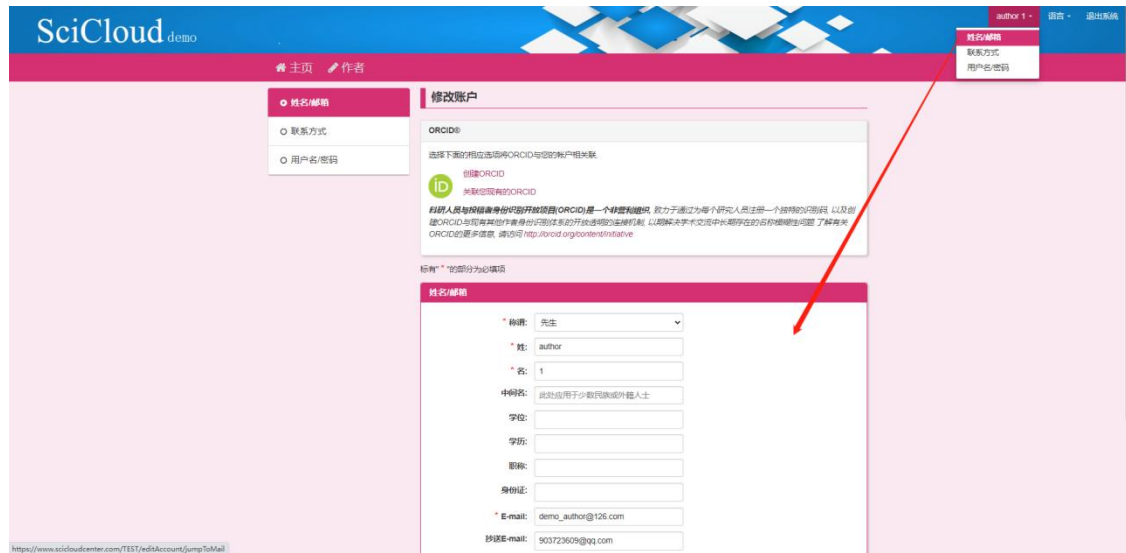 SciCloud demo
author 1
语言
退出系统
姓名/邮箱
联系方式
用户名/密码
主页
作者
姓名/邮箱
联系方式
用户名/密码
修改账户
ORCID®
选择下面的相应选项将ORCID与您的帐户相关联
创建ORCID
iD
关联您现有的ORCID
科研人员与投稿者身份识别开放项目(ORCID)是一个非营利组织, 致力于通过为每个研究人员注册一个独特的识别码, 以及创
建ORCID与现有其他作者身份识别体系的开放透明的连接机制, 以期解决学术交流中长期存在的名称模糊性问题 了解有关
ORCID的更多信息, 请访问 http://orcid.org/content/initiative
标有" * "的部分为必填项
姓名/邮箱
* 称谓: 先生
* 姓: author
* 名: 1
中间名: 此处应用于少数民族或外籍人士
学位:
学历:
职称:
身份证:
* E-mail: demo_author@126.com
抄送E-mail: 903723609@qq.com
https://www.scicloudcenter.com/TEST/editAccount/jumpToMail